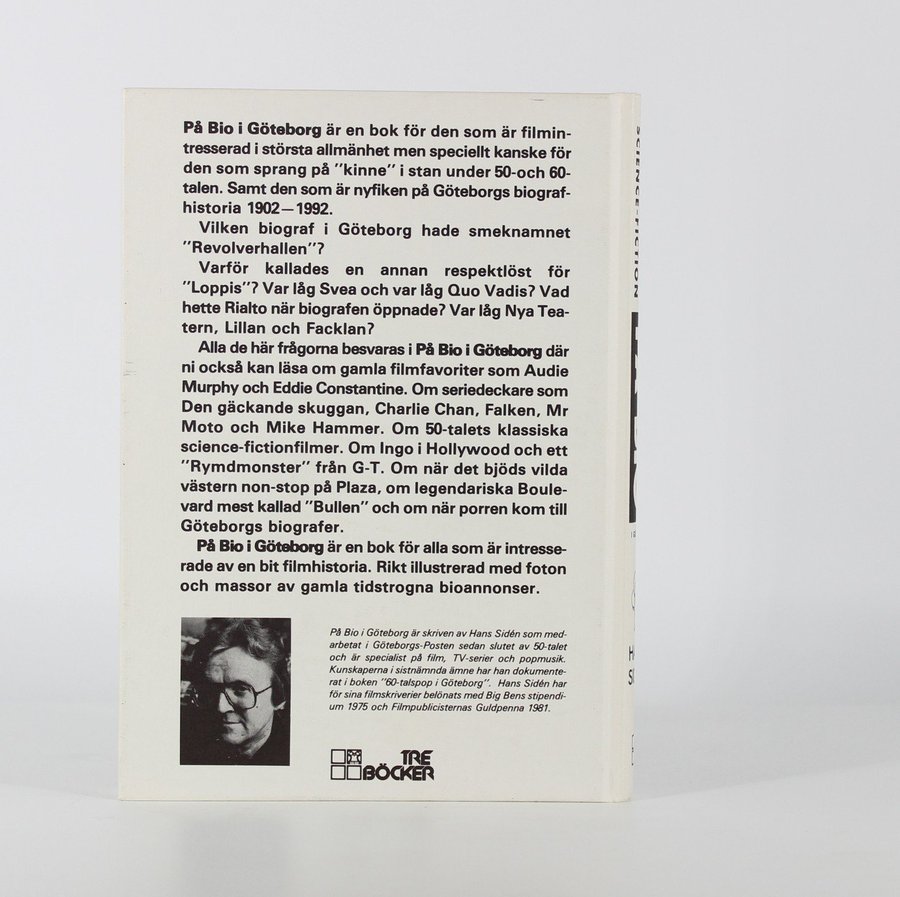 På Bio i Göteborg är en bok för den som är filmin-
tresserad i största allmänhet men speciellt kanske för
den som sprang på "kinne" i stan under 50-och 60-
talen. Samt den som är nyfiken på Göteborgs biograf-
historia 1902—1992.
Vilken biograf i Göteborg hade smeknamnet
"Revolverhallen"?
Varför kallades en annan respektlöst för
"Loppis"? Var låg Svea och var låg Quo Vadis? Vad
hette Rialto när biografen öppnade? Var låg Nya Tea-
tern, Lillan och Facklan?
Alla de här frågorna besvaras i På Bio i Göteborg där
ni också kan läsa om gamla filmfavoriter som Audie
Murphy och Eddie Constantine. Om seriedeckare som
Den gäckande skuggan, Charlie Chan, Falken, Mr
Moto och Mike Hammer. Om 50-talets klassiska
science-fictionfilmer. Om Ingo i Hollywood och ett
"Rymdmonster" från G-T. Om när det bjöds vilda
västern non-stop på Plaza, om legendariska Boule-
vard mest kallad "Bullen" och om när porren kom till
Göteborgs biografer.
På Bio i Göteborg är en bok för alla som är intresse-
rade av en bit filmhistoria. Rikt illustrerad med foton
och massor av gamla tidstrogna bioannonser.
På Bio i Göteborg är skriven av Hans Sidén som med-
arbetat i Göteborgs-Posten sedan slutet av 50-talet
och är specialist på film, TV-serier och popmusik.
Kunskaperna i sistnämnda ämne har han dokumente-
rat i boken "60-talspop i Göteborg". Hans Sidén har
för sina filmskriverier belönats med Big Bens stipendi-
um 1975 och Filmpublicisternas Guldpenna 1981.
TRE
BÖCKER
SCIENCE-FICTION